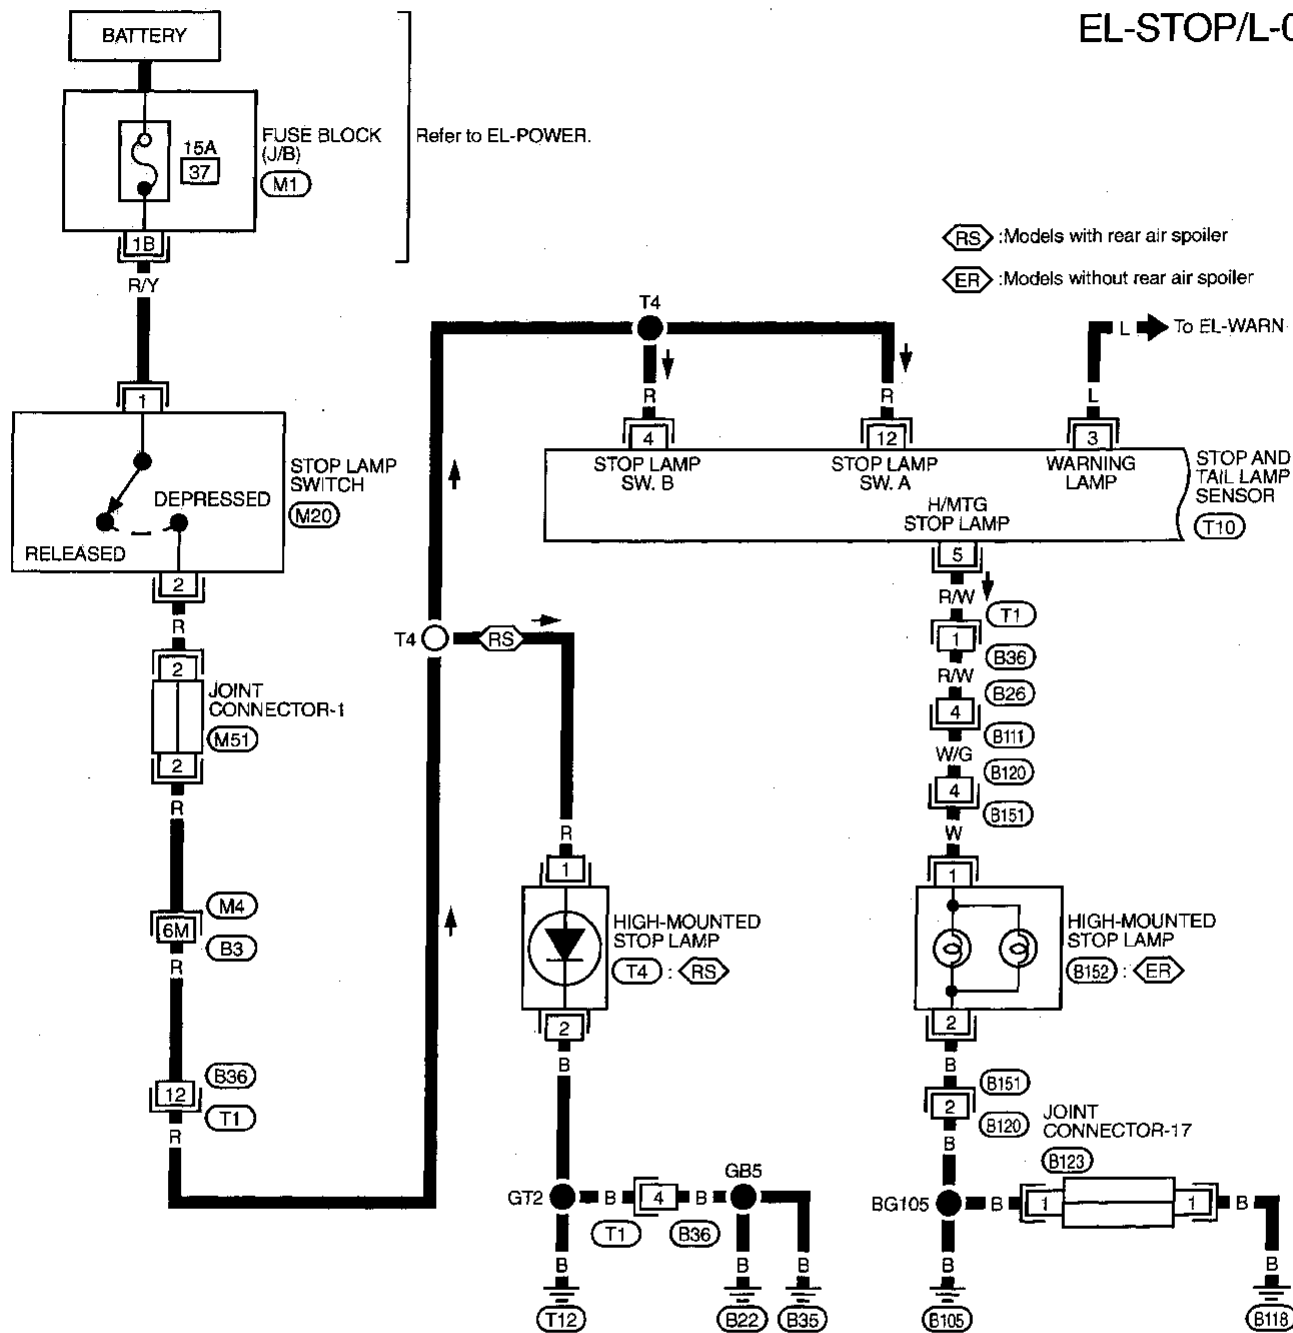 EL-STOP/L-0
BATTERY
FUSE BLOCK
(J/B)
M1
15A
37
Refer to EL-POWER.
1B
R/Y
RS :Models with rear air spoiler
ER :Models without rear air spoiler
T4
L To EL-WARN
R
R
L
1
4
12
3
STOP LAMP
SWITCH
M20
DEPRESSED
RELEASED
STOP LAMP
SW. B
STOP LAMP
SW. A
WARNING
LAMP
H/MTG
STOP LAMP
STOP AND
TAIL LAMP
SENSOR
T10
2
R
5
R/W
T1
T4
RS
1
B36
2
JOINT
CONNECTOR-1
M51
2
R
R/W
B26
4
B111
W/G
B120
4
B151
W
R
1
1
M4
6M
B3
R
HIGH-MOUNTED
STOP LAMP
T4 : RS
HIGH-MOUNTED
STOP LAMP
B152 : ER
2
B
2
B
B36
12
T1
R
B151
2
B120
B
JOINT
CONNECTOR-17
B123
GT2
B
4
B
GB5
T1
B36
BG105
B
1
1
B
B
B
B
B
B
T12
B22
B35
B105
B118